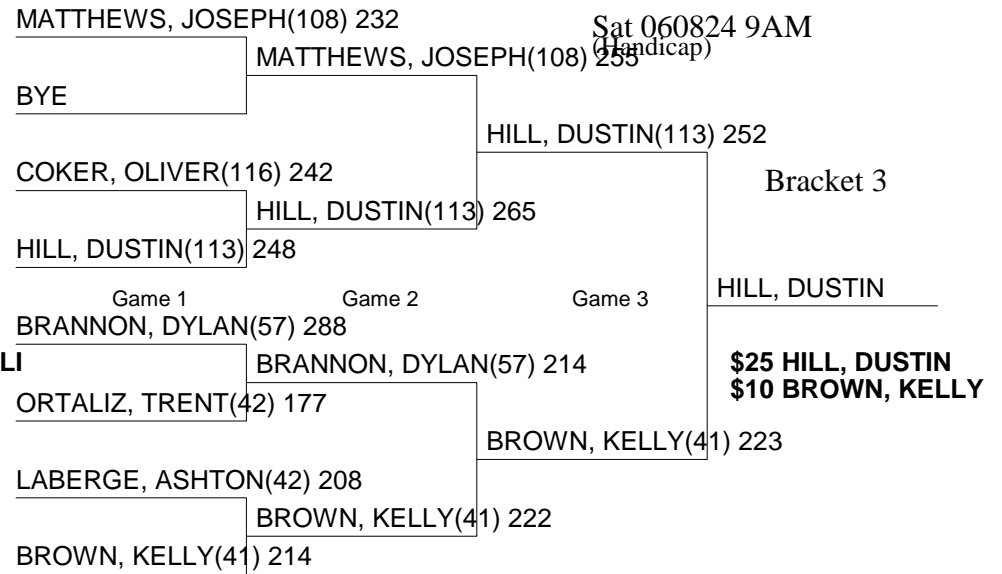 MATTHEWS, JOSEPH(108) 232
Sat 060824 9AM
(Handicap)
MATTHEWS, JOSEPH(108) 255
BYE
HILL, DUSTIN(113) 252
COKER, OLIVER(116) 242
Bracket 3
HILL, DUSTIN(113) 265
HILL, DUSTIN(113) 248
Game 1 Game 2 Game 3
HILL, DUSTIN
BRANNON, DYLAN(57) 288
LI
BRANNON, DYLAN(57) 214
$25 HILL, DUSTIN
$10 BROWN, KELLY
ORTALIZ, TRENT(42) 177
BROWN, KELLY(41) 223
LABERGE, ASHTON(42) 208
BROWN, KELLY(41) 222
BROWN, KELLY(41) 214